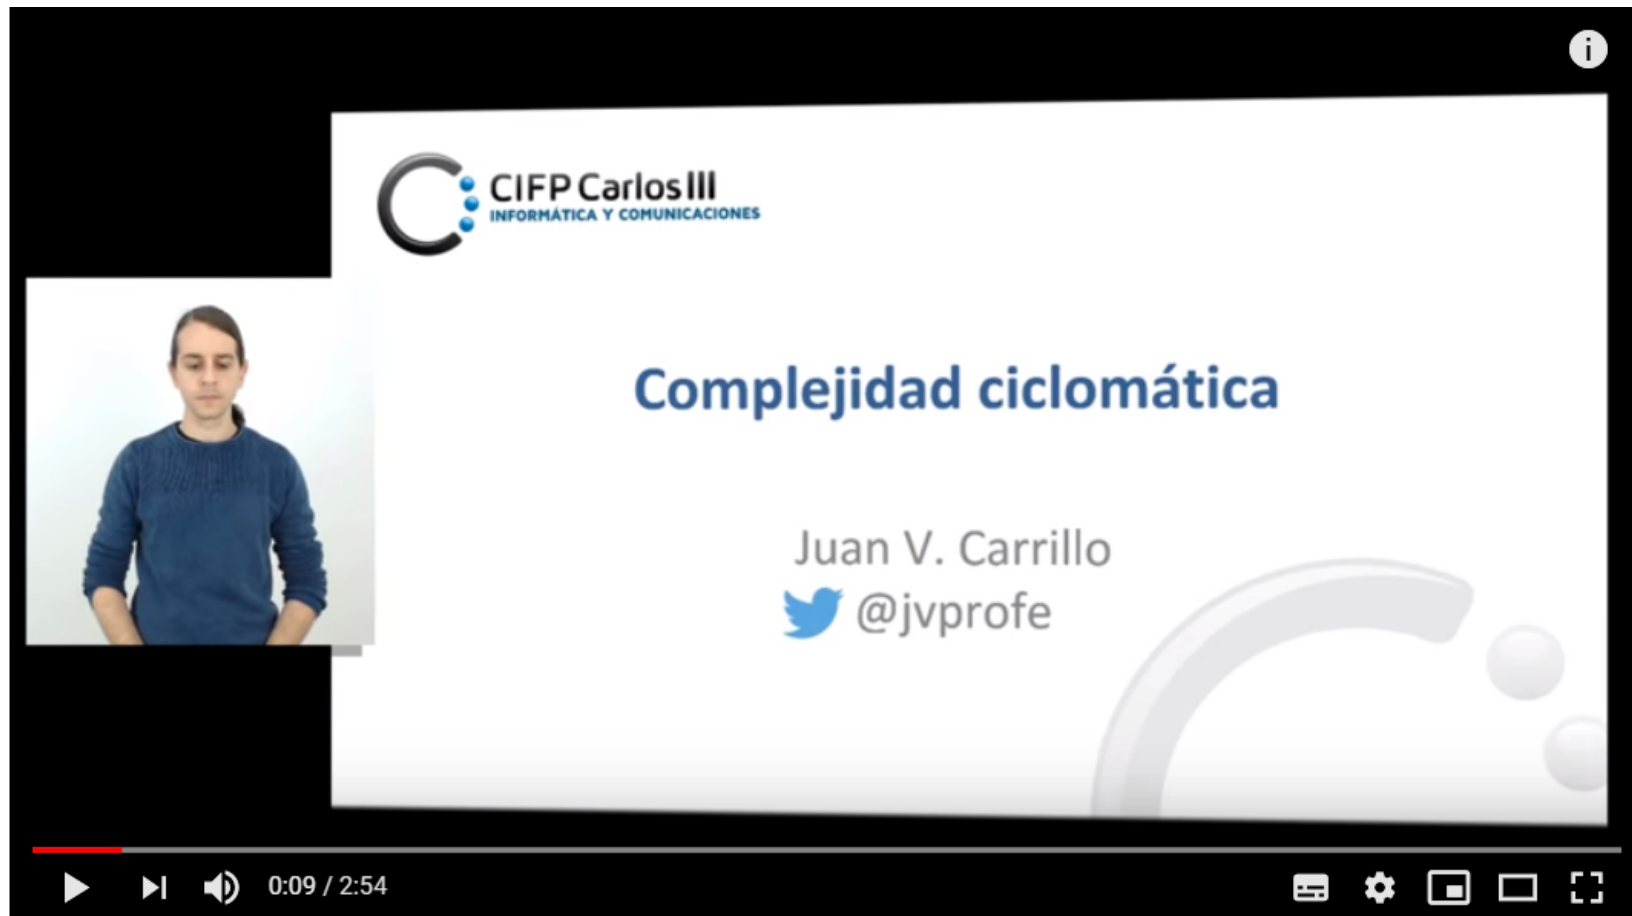 CIFP Carlos III
INFORMÁTICA Y COMUNICACIONES
Complejidad ciclomática
Juan V. Carrillo
@jvprofe
0:09 / 2:54